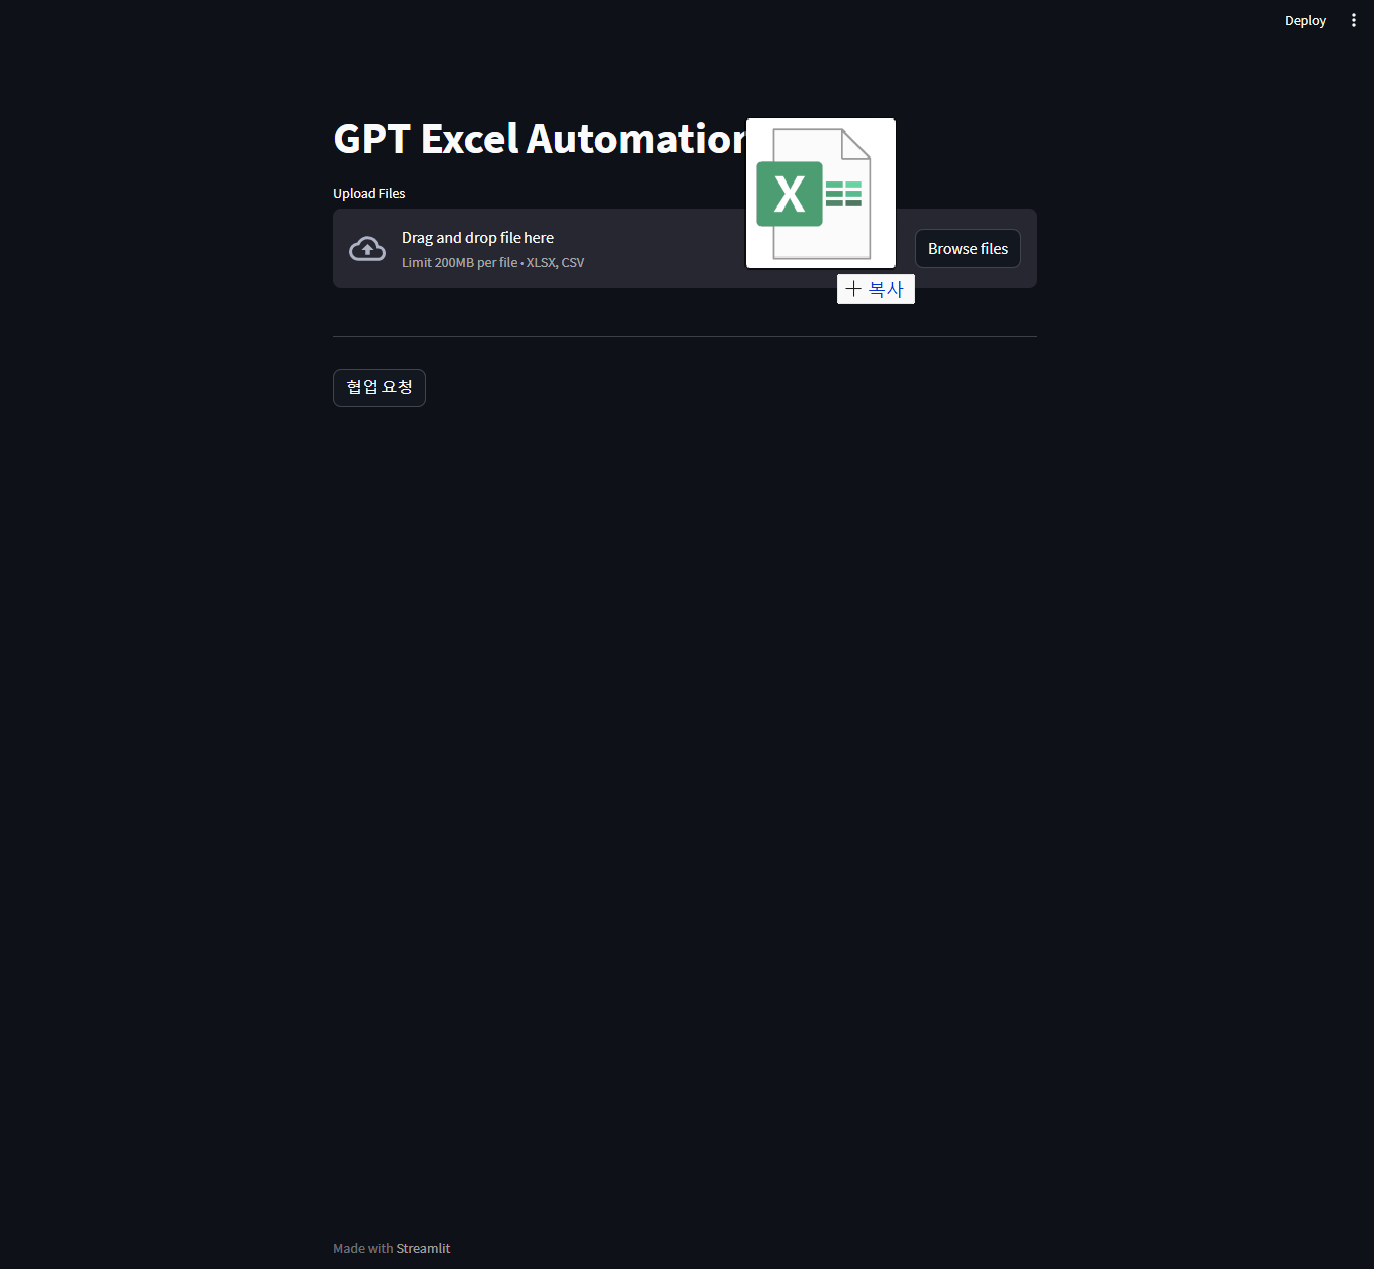 Deploy
GPT Excel Automation
Upload Files
Drag and drop file here
Limit 200MB per file • XLSX, CSV
X
Browse files
+ 복사
협업 요청
Made with Streamlit